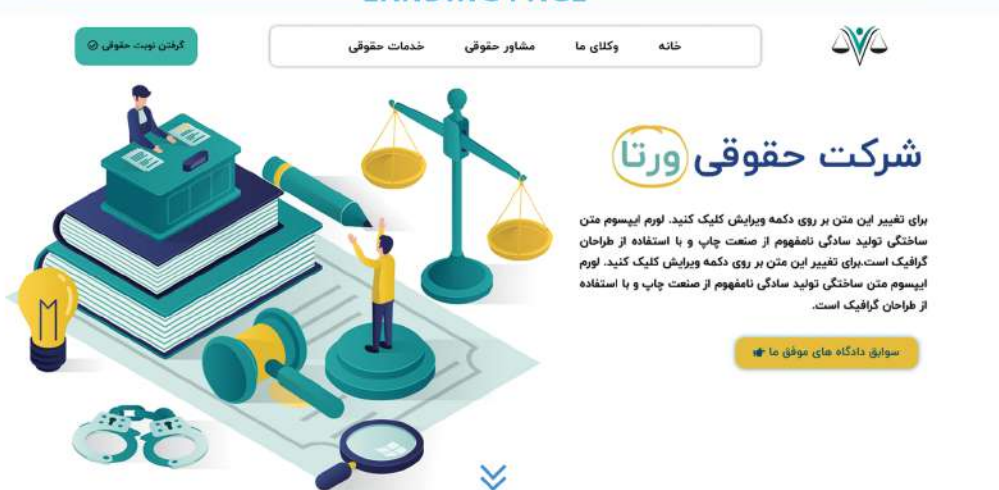 LANDING PAGE
خانه
وکلای ما
مشاور حقوقی
خدمات حقوقی
گرفتن نوبت حقوقی
شرکت حقوقی ورتا
برای تغییر این متن بر روی دکمه ویرایش کلیک کنید. لورم ایپسوم متن
ساختگی تولید سادگی نامفهوم از صنعت چاپ و با استفاده از طراحان
گرافیک است.برای تغییر این متن بر روی دکمه ویرایش کلیک کنید. لورم
ایپسوم متن ساختگی تولید سادگی نامفهوم از صنعت چاپ و با استفاده
از طراحان گرافیک است.
سوابق دادگاه های موفق ما